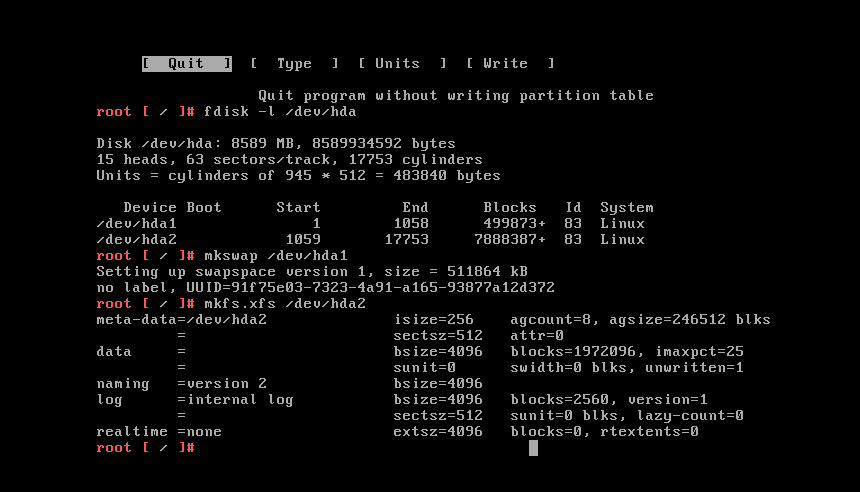 [  Quit  ]  [  Type  ]  [ Units  ]  [ Write  ]
Quit program without writing partition table
root [ / ]# fdisk -l /dev/hda
Disk /dev/hda: 8589 MB, 8589934592 bytes
15 heads, 63 sectors/track, 17753 cylinders
Units = cylinders of 945 * 512 = 483840 bytes
   Device Boot      Start         End      Blocks   Id  System
/dev/hda1               1        1058      499873+  83  Linux
/dev/hda2            1059       17753     7888387+  83  Linux
root [ / ]# mkswap /dev/hda1
Setting up swapspace version 1, size = 511864 kB
no label, UUID=91f75e03-7323-4a91-a165-93877a12d372
root [ / ]# mkfs.xfs /dev/hda2
meta-data=/dev/hda2              isize=256    agcount=8, agsize=246512 blks
         =                       sectsz=512   attr=0
data     =                       bsize=4096   blocks=1972096, imaxpct=25
         =                       sunit=0      swidth=0 blks, unwritten=1
naming   =version 2              bsize=4096
log      =internal log           bsize=4096   blocks=2560, version=1
         =                       sectsz=512   sunit=0 blks, lazy-count=0
realtime =none                   extsz=4096   blocks=0, rtextents=0
root [ / ]#